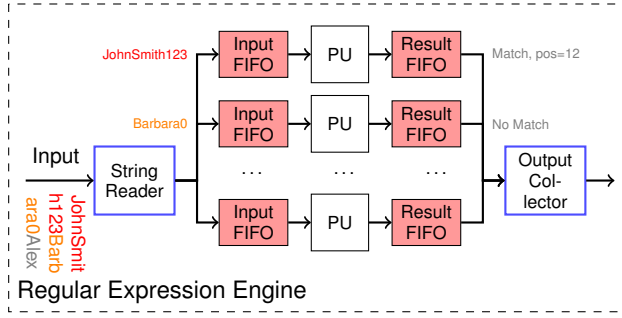 JohnSmith123
Input
FIFO
PU
Result
FIFO
Match, pos=12
Barbara0
Input
FIFO
PU
Result
FIFO
No Match
Input
String
Reader
...
...
...
Output
Col-
lector
Input
FIFO
PU
Result
FIFO
JohnSmit
h123Barb
ara0Alex
Regular Expression Engine